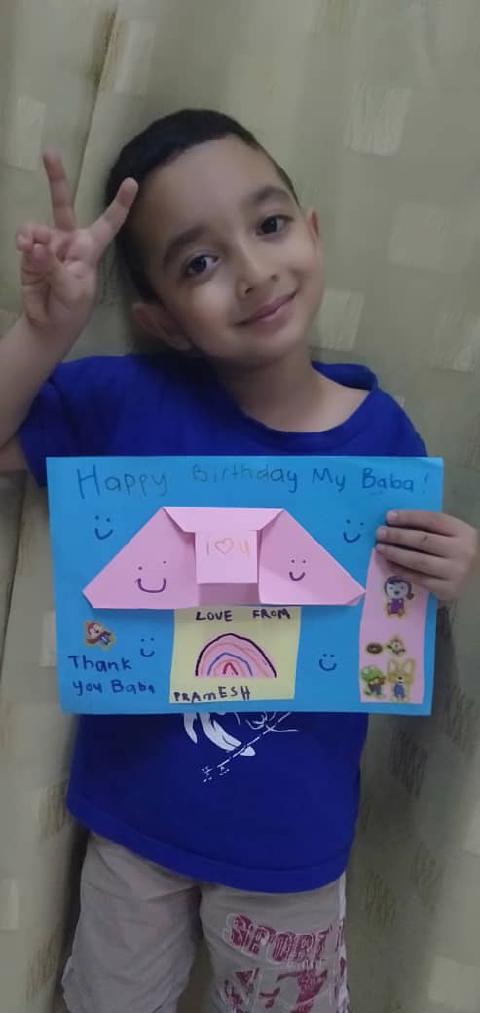 Happy Birthday My Baba!
I ♡ U
LOVE FROM
Thank
you Baba
PRAMESH
SPORT